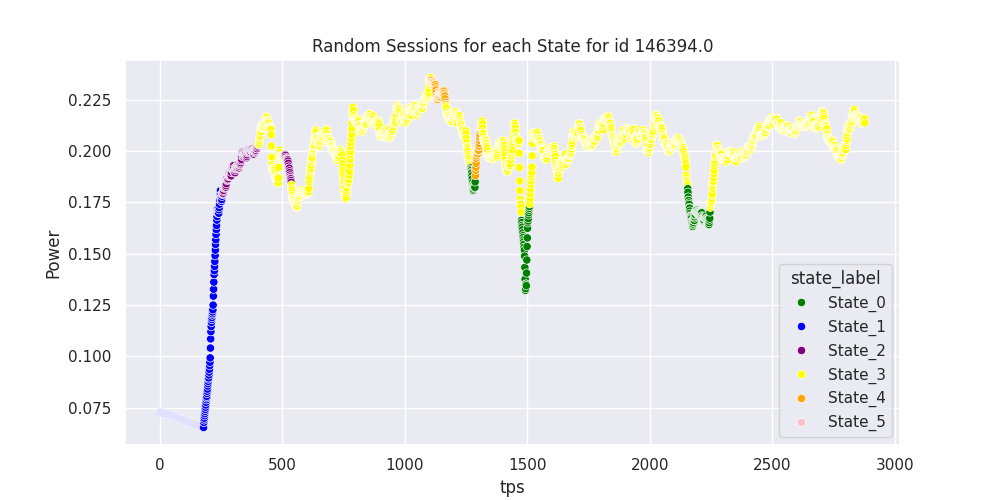 Random Sessions for each State for id 146394.0
Power
0.225
0.200
0.175
0.150
0.125
0.100
0.075
state_label
State_0
State_1
State_2
State_3
State_4
State_5
0 500 1000 1500 2000 2500 3000
tps